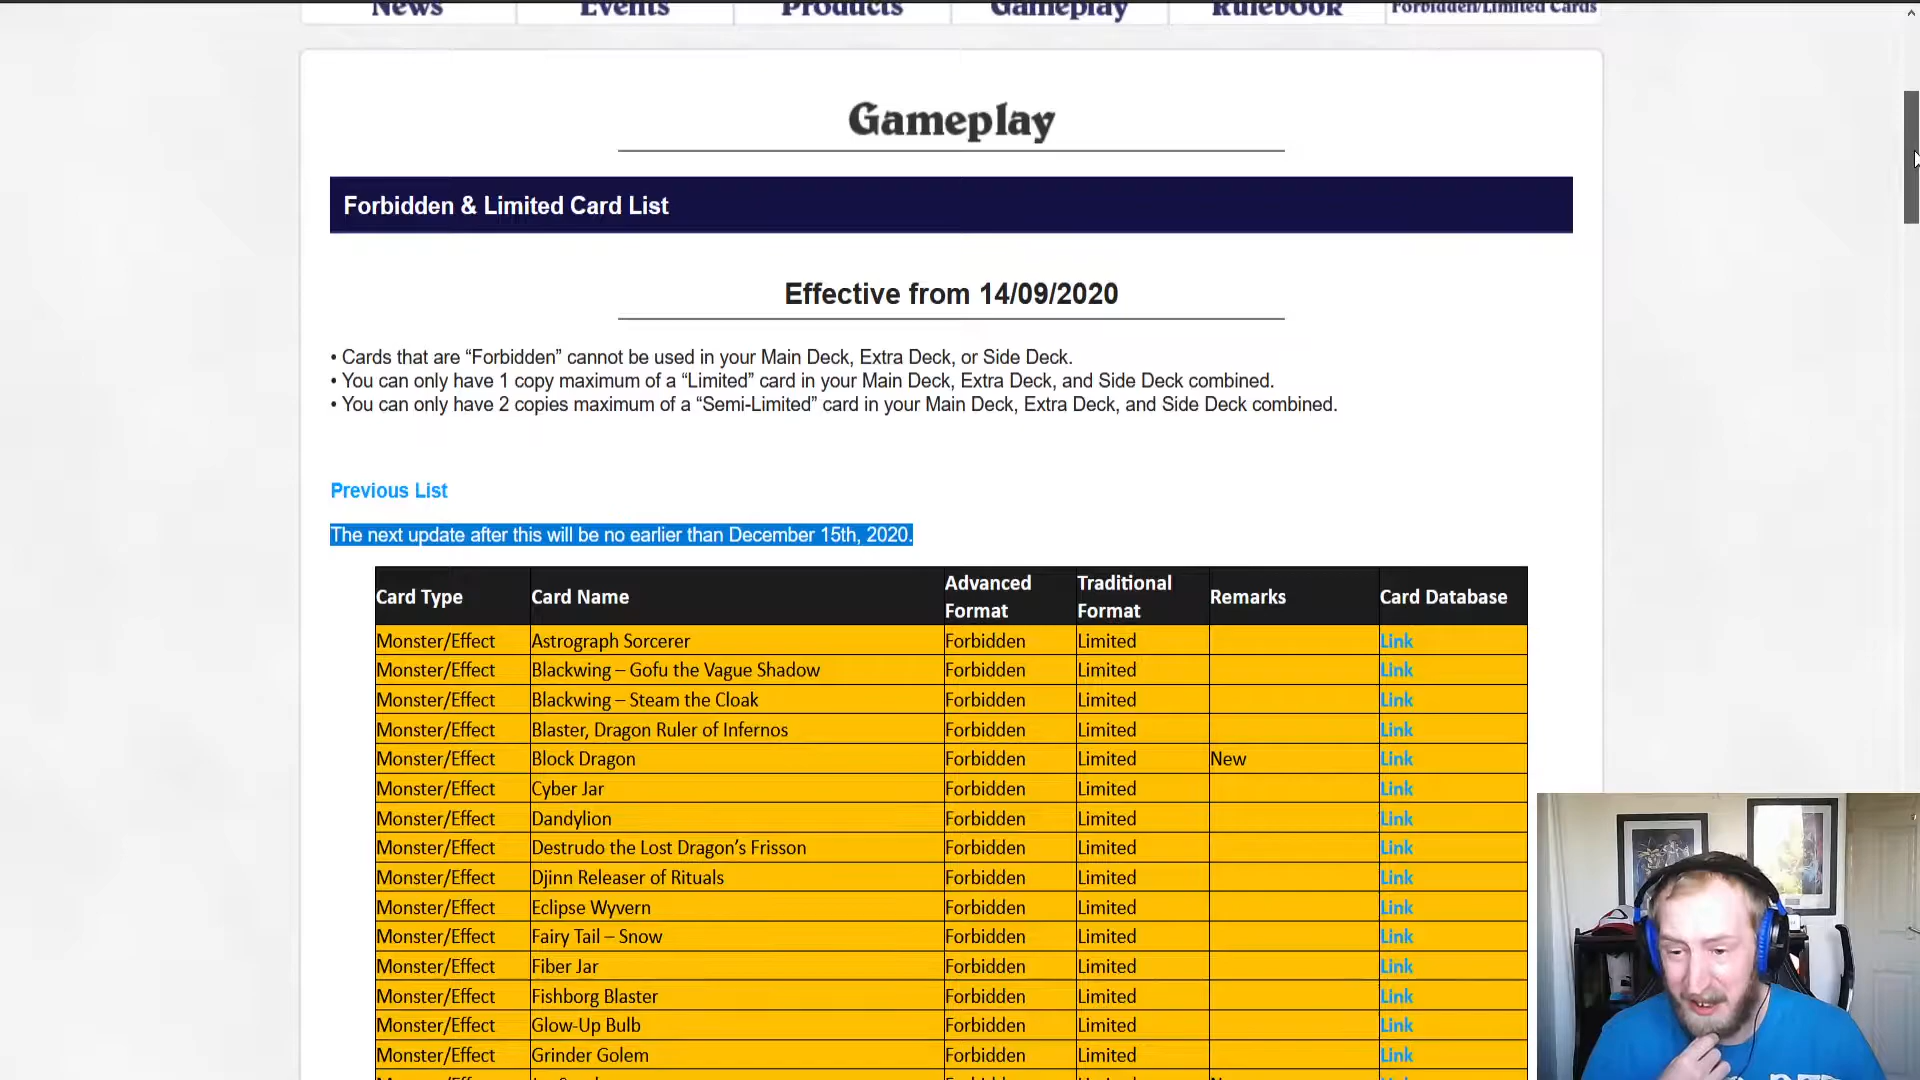 News Events Products Gameplay Rulebook Forbidden/Limited Cards
Gameplay
Forbidden & Limited Card List
Effective from 14/09/2020
• Cards that are “Forbidden” cannot be used in your Main Deck, Extra Deck, or Side Deck.
• You can only have 1 copy maximum of a “Limited” card in your Main Deck, Extra Deck, and Side Deck combined.
• You can only have 2 copies maximum of a “Semi-Limited” card in your Main Deck, Extra Deck, and Side Deck combined.
Previous List
The next update after this will be no earlier than December 15th, 2020.
Card Type Card Name Advanced Format Traditional Format Remarks Card Database
Monster/Effect Astrograph Sorcerer Forbidden Limited Link
Monster/Effect Blackwing – Gofu the Vague Shadow Forbidden Limited Link
Monster/Effect Blackwing – Steam the Cloak Forbidden Limited Link
Monster/Effect Blaster, Dragon Ruler of Infernos Forbidden Limited Link
Monster/Effect Block Dragon Forbidden Limited New Link
Monster/Effect Cyber Jar Forbidden Limited Link
Monster/Effect Dandylion Forbidden Limited Link
Monster/Effect Destrudo the Lost Dragon’s Frisson Forbidden Limited Link
Monster/Effect Djinn Releaser of Rituals Forbidden Limited Link
Monster/Effect Eclipse Wyvern Forbidden Limited Link
Monster/Effect Fairy Tail – Snow Forbidden Limited Link
Monster/Effect Fiber Jar Forbidden Limited Link
Monster/Effect Fishborg Blaster Forbidden Limited Link
Monster/Effect Glow-Up Bulb Forbidden Limited Link
Monster/Effect Grinder Golem Forbidden Limited Link